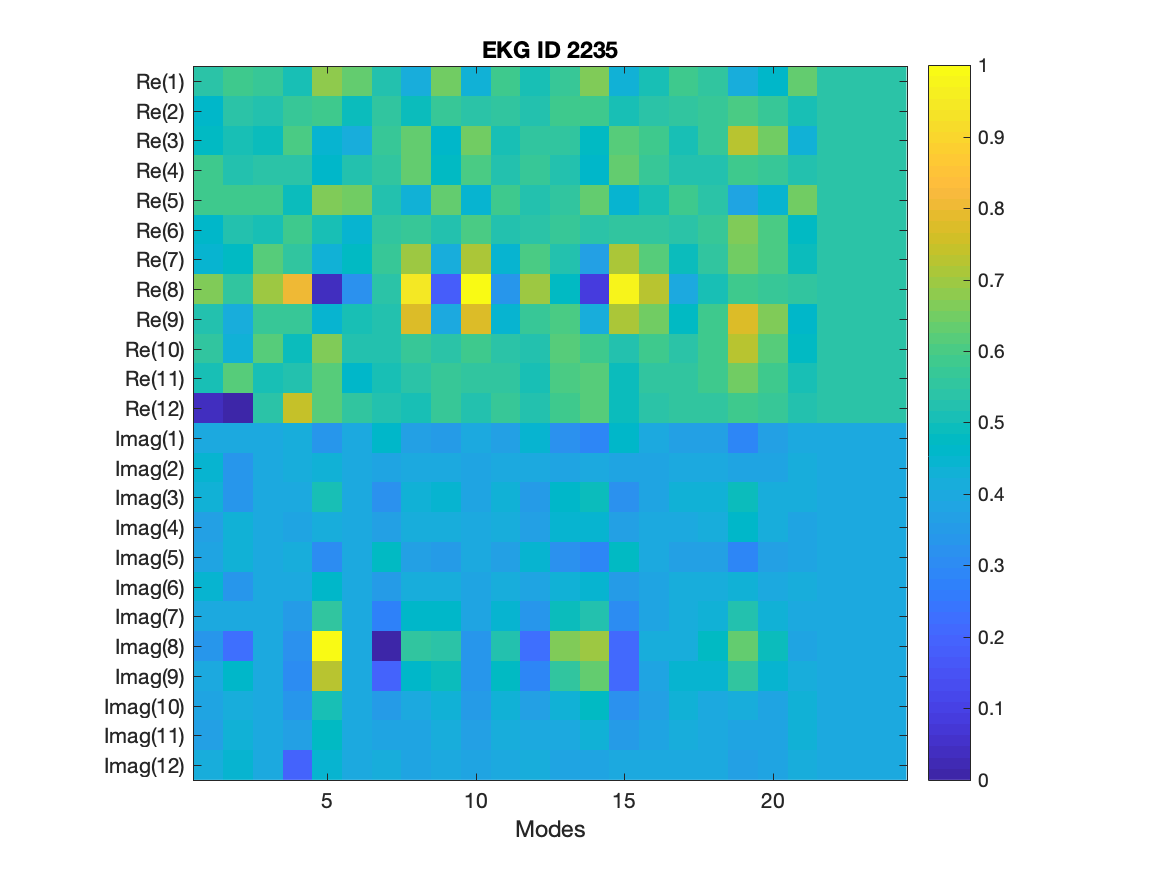 EKG ID 2235
Re(1)
Re(2)
Re(3)
Re(4)
Re(5)
Re(6)
Re(7)
Re(8)
Re(9)
Re(10)
Re(11)
Re(12)
Imag(1)
Imag(2)
Imag(3)
Imag(4)
Imag(5)
Imag(6)
Imag(7)
Imag(8)
Imag(9)
Imag(10)
Imag(11)
Imag(12)
5 10 15 20
Modes
1
0.9
0.8
0.7
0.6
0.5
0.4
0.3
0.2
0.1
0